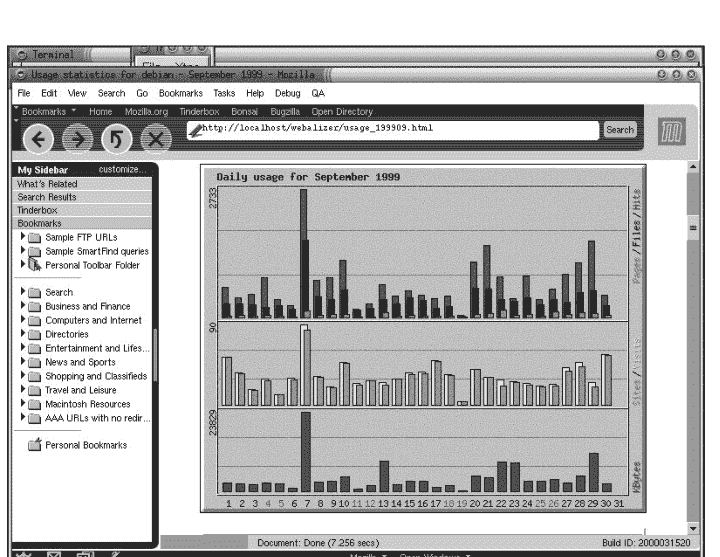 Terminal
Usage statistics for debian - September 1999 - Mozilla
File Edit View Search Go Bookmarks Tasks Help Debug QA
Bookmarks Home Mozilla.org Tinderbox Bonsai Bugzilla Open Directory
http://localhost/webalizer/usage_199909.html
Search
My Sidebar customize...
What's Related
Search Results
Tinderbox
Bookmarks
Sample FTP URLs
Sample SmartFind queries
Personal Toolbar Folder
Search
Business and Finance
Computers and Internet
Directories
Entertainment and Lifes...
News and Sports
Shopping and Classifieds
Travel and Leisure
Macintosh Resources
AAA URLs with no redir...
Personal Bookmarks
Daily usage for September 1999
2733
Pages / Files / Hits
90
Sites / Visits
23829
KBytes
1 2 3 4 5 6 7 8 9 10 11 12 13 14 15 16 17 18 19 20 21 22 23 24 25 26 27 28 29 30 31
Document: Done (7.256 secs)
Build ID: 2000031520